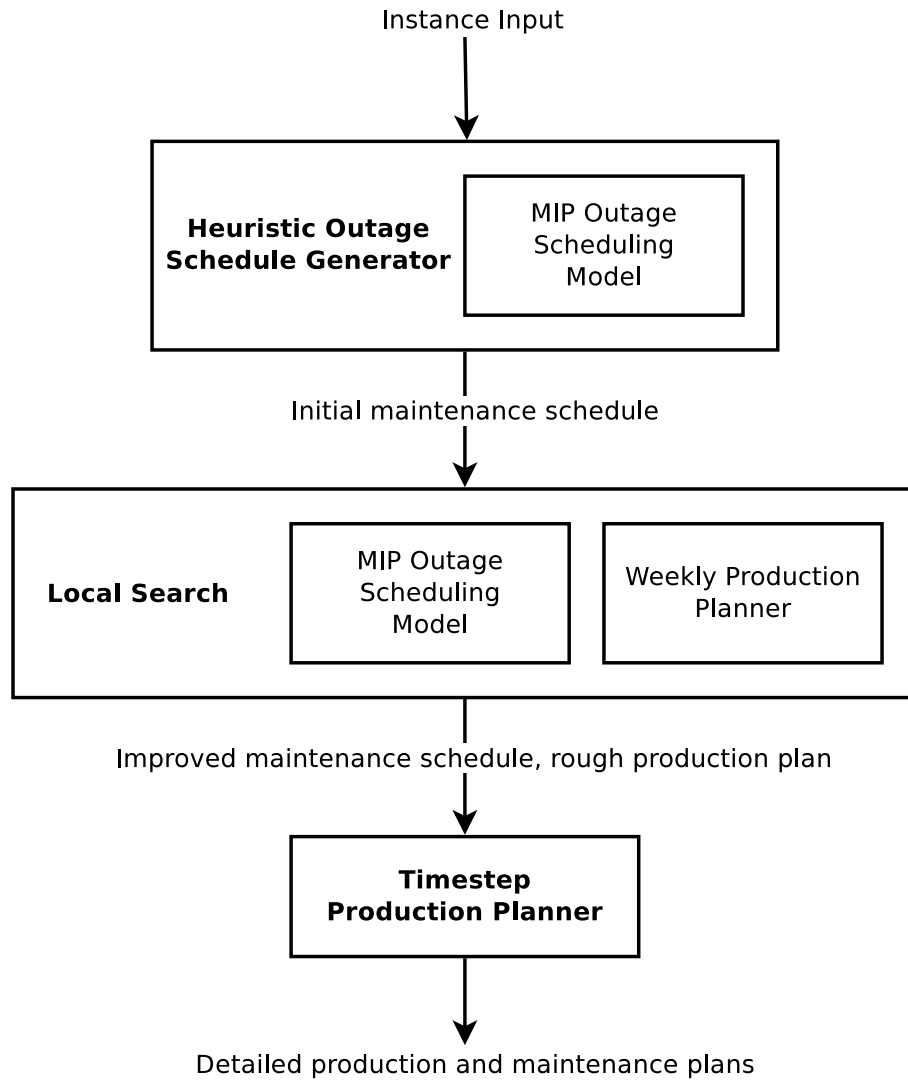 Instance Input
Heuristic Outage
Schedule Generator
MIP Outage
Scheduling
Model
Initial maintenance schedule
Local Search
MIP Outage
Scheduling
Model
Weekly Production
Planner
Improved maintenance schedule, rough production plan
Timestep
Production Planner
Detailed production and maintenance plans